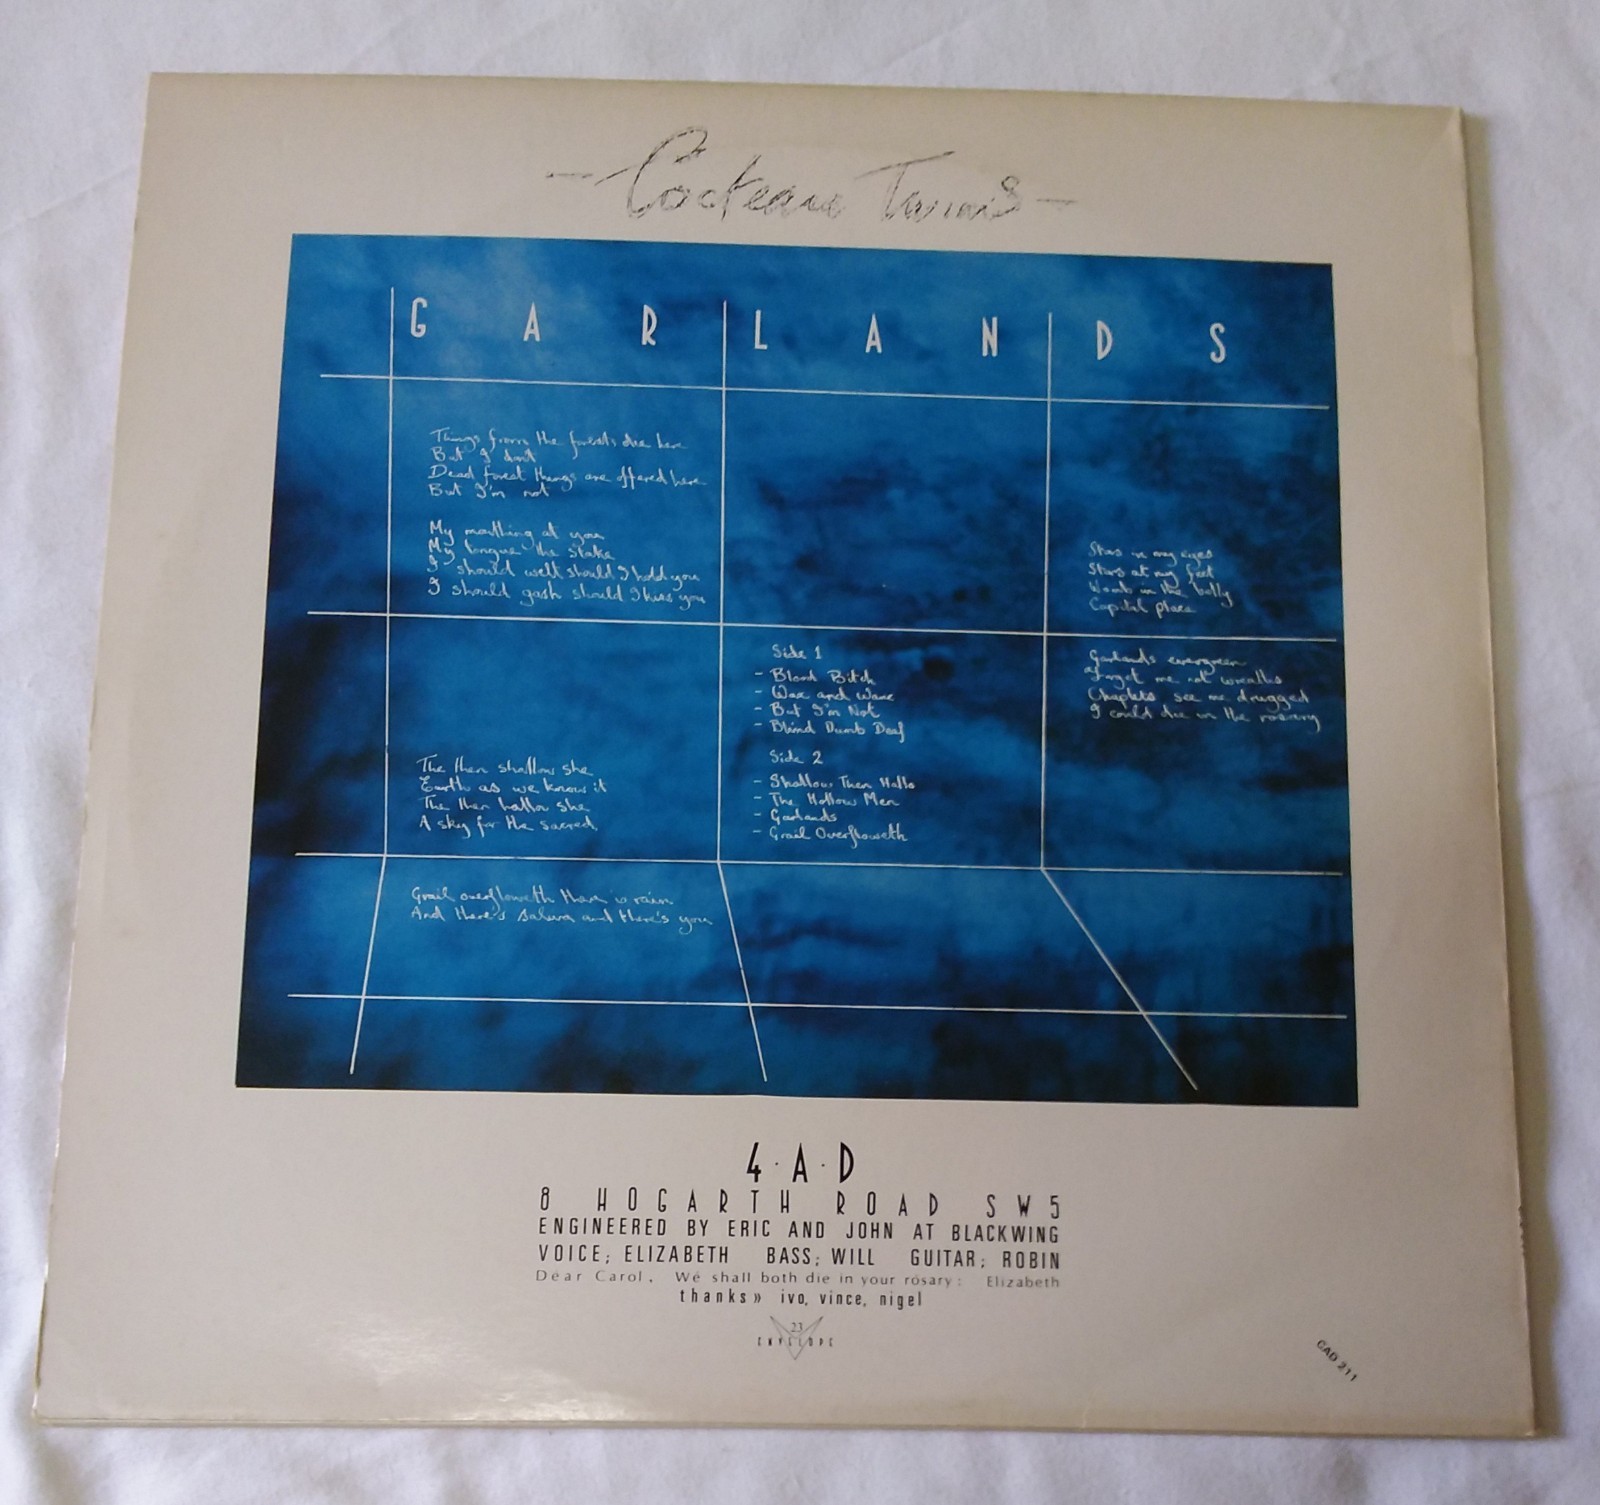 - Cocteau Twins -
GARLANDS
Things from the forest die here
But I dont
Dead forest things are offered here
But I'm not
My mouthing at you
My tongue the stake
I should welt should I hold you
I should gash should I kiss you
Stars in my eyes
Stars at my feet
Womb in the belly
Capital place
Side 1
- Blood Bitch
- Wax and Wane
- But I'm Not
- Blind Dumb Deaf
Side 2
- Shallow Then Hallo
- The Hollow Men
- Garlands
- Grail Overfloweth
Garlands evergreen
Forget me not wreaths
Chaplets see me drugged
I could die in the rosary
The then shallow she
Earth as we know it
The then hallow she
A sky for the sacred
Grail overfloweth there is rain
And there's saliva and there's you
4·A·D
8 HOGARTH ROAD SW5
ENGINEERED BY ERIC AND JOHN AT BLACKWING
VOICE; ELIZABETH BASS; WILL GUITAR; ROBIN
Dear Carol, We shall both die in your rosary: Elizabeth
thanks» ivo, vince, nigel
23
ENVELOPE
CAD 211